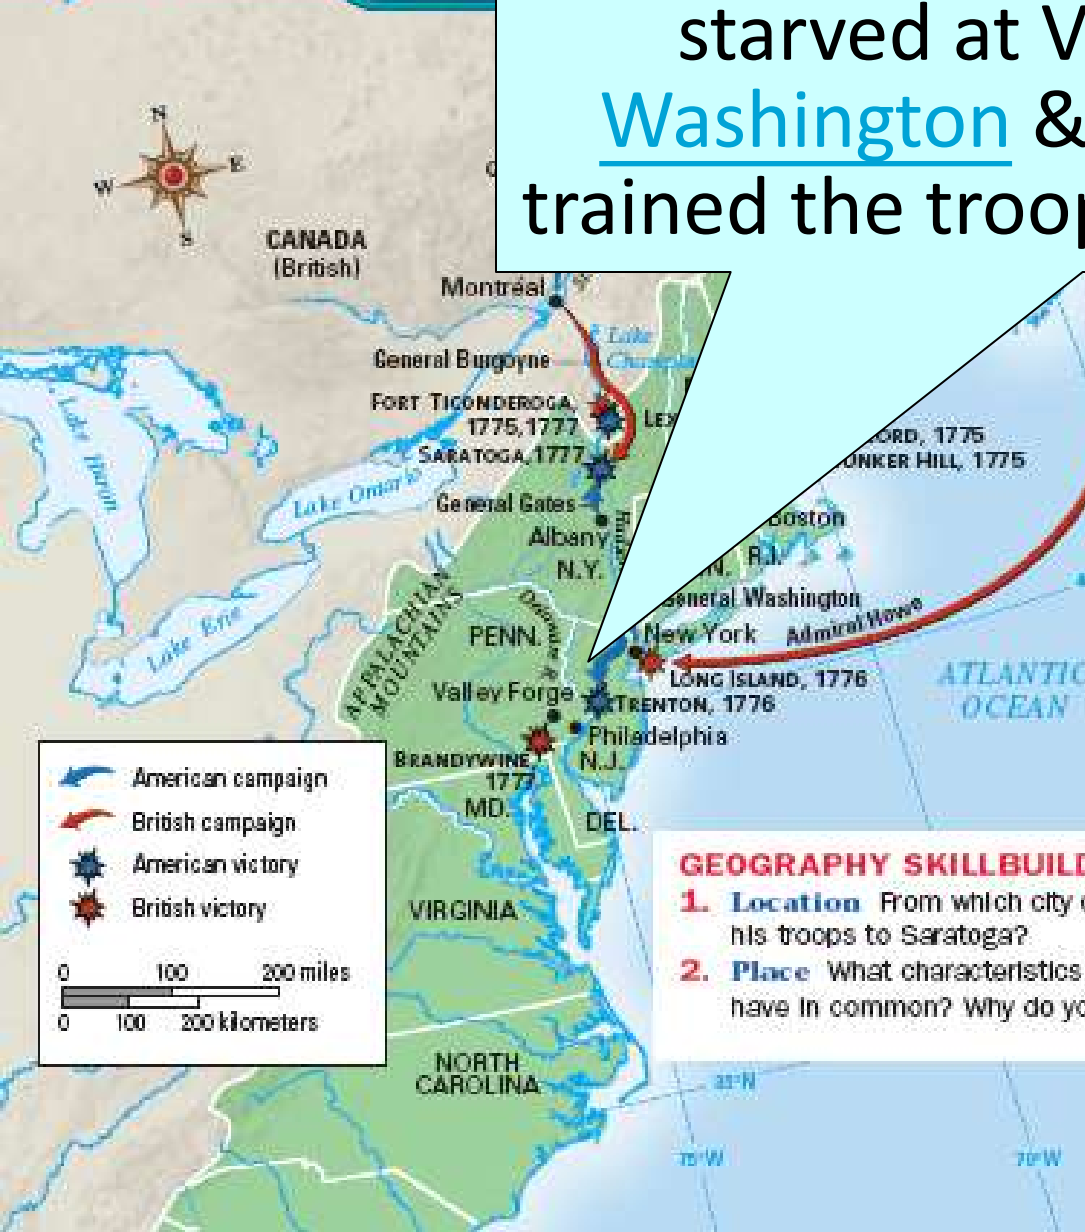 starved at V
Washington &
trained the troop
N
W
E
S
CANADA
(British)
Montréal
Lake
General Burgoyne
FORT TICONDEROGA,
1775,1777
LEX
SARATOGA,1777
ORD, 1775
UNKER HILL, 1775
Lake Huron
Lake Ontario
General Gates
Albany
Boston
N.Y.
R.I.
N.
APPALACHIAN
MOUNTAINS
General Washington
Lake Erie
PENN.
New York
Admiral Howe
LONG ISLAND, 1776
ATLANTIC
OCEAN
Valley Forge
TRENTON, 1776
Philadelphia
BRANDYWINE,
1777
N.J.
MD.
DEL.
American campaign
British campaign
American victory
British victory
0 100 200 miles
0 100 200 kilometers
VIRGINIA
GEOGRAPHY SKILLBUILD
1. Location From which city
his troops to Saratoga?
2. Place What characteristics
have in common? Why do yo
NORTH
CAROLINA
75°W
70°W